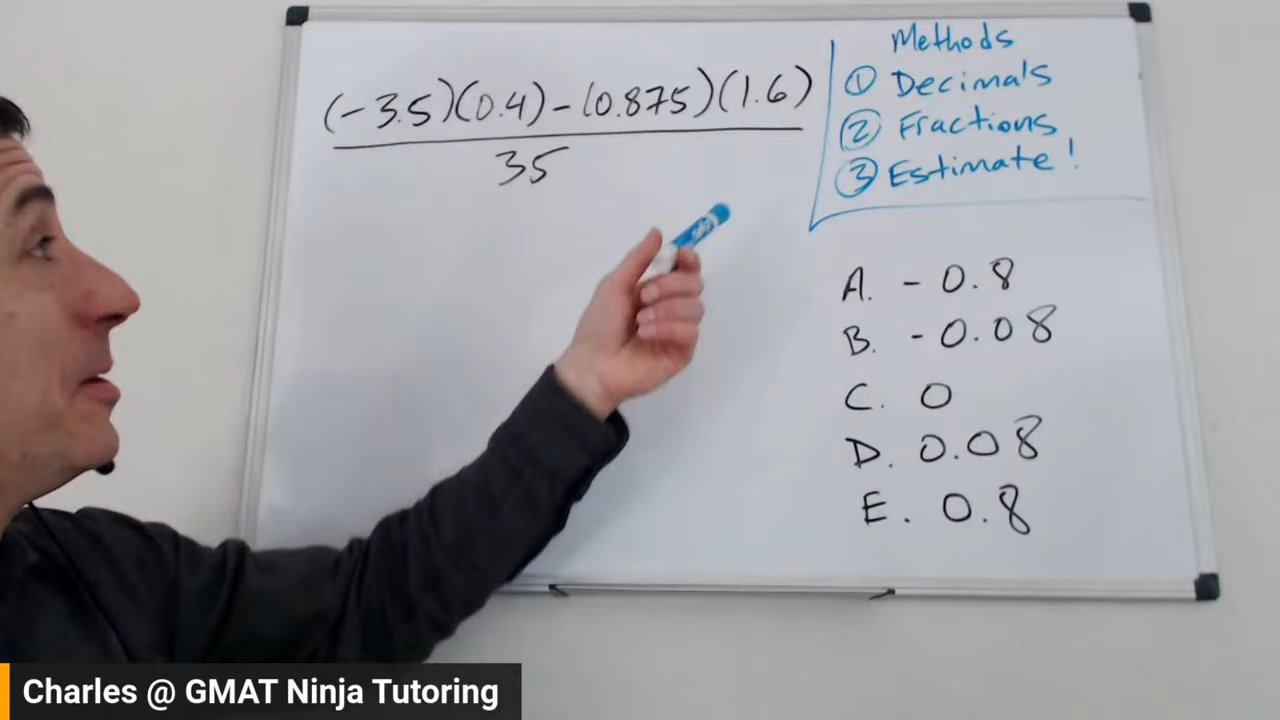 (-3.5)(0.4) - (0.875)(1.6)
35
Methods
① Decimals
② Fractions
③ Estimate!
A. -0.8
B. -0.08
C. 0
D. 0.08
E. 0.8
Charles @ GMAT Ninja Tutoring